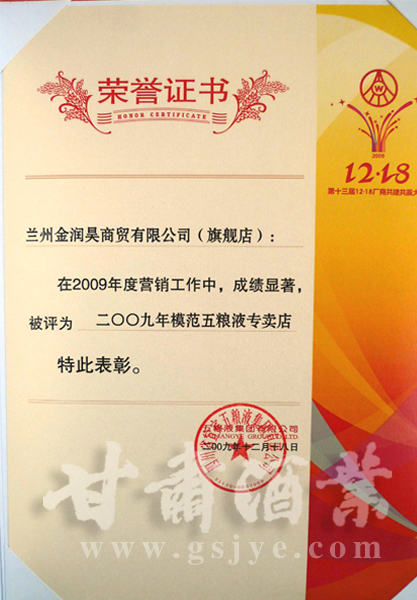 荣誉证书
HONOR CERTIFICATE
W
2009
12·18
第十三届12·18厂商共建共赢大
兰州金润昊商贸有限公司（旗舰店）：
在2009年度营销工作中，成绩显著，
被评为 二〇〇九年模范五粮液专卖店
特此表彰。
五粮液集团有限公司
WULIANGYE GROUP CO.,LTD.
二00九年十二月十八日
甘肃酒业
www.gsjye.com